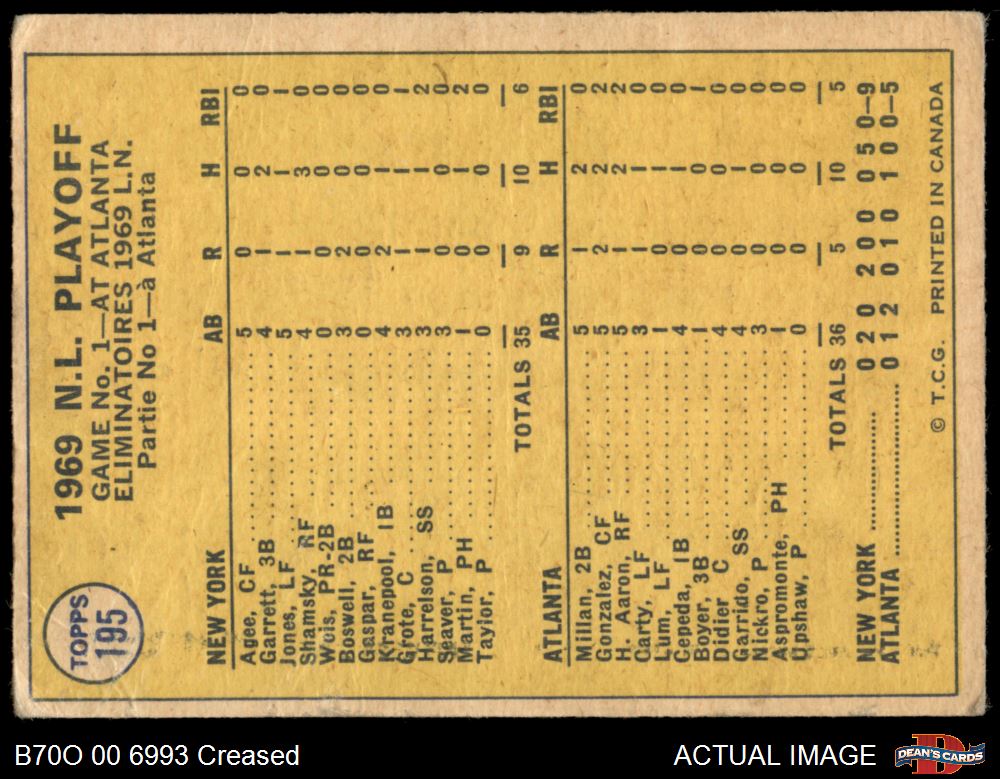 TOPPS
195
1969 N.L. PLAYOFF
GAME No. 1—AT ATLANTA
ELIMINATOIRES 1969 L.N.
Partie No 1—à Atlanta
NEW YORK AB R H RBI
Agee, CF 5 0 0 0
Garrett, 3B 4 1 2 0
Jones, LF 5 1 1 1
Shamsky, RF 4 1 3 0
Weis, PR-2B 0 0 0 0
Boswell, 2B 3 2 0 0
Gaspar, RF 0 0 0 0
Kranepool, 1B 4 2 1 0
Grote, C 3 1 1 1
Harrelson, SS 3 1 1 2
Seaver, P 3 0 0 0
Martin, PH 1 0 1 2
Taylor, P 0 0 0 0
TOTALS 35 9 10 6
ATLANTA AB R H RBI
Millan, 2B 5 1 2 0
Gonzalez, CF 5 2 2 2
H. Aaron, RF 5 1 2 2
Carty, LF 3 1 1 0
Lum, LF 1 0 1 0
Cepeda, 1B 4 0 1 0
Boyer, 3B 1 0 0 1
Didier C 4 0 0 0
Garrido, SS 4 0 1 0
Nickro, P 3 0 0 0
Aspromonte, PH 1 0 0 0
Upshaw, P 0 0 0 0
TOTALS 36 5 10 5
NEW YORK 0 2 0 2 0 0 0 5 0—9
ATLANTA 0 1 2 0 1 0 1 0 0—5
© T.C.G. PRINTED IN CANADA
B70O 00 6993 Creased
ACTUAL IMAGE
DEAN'S CARDS